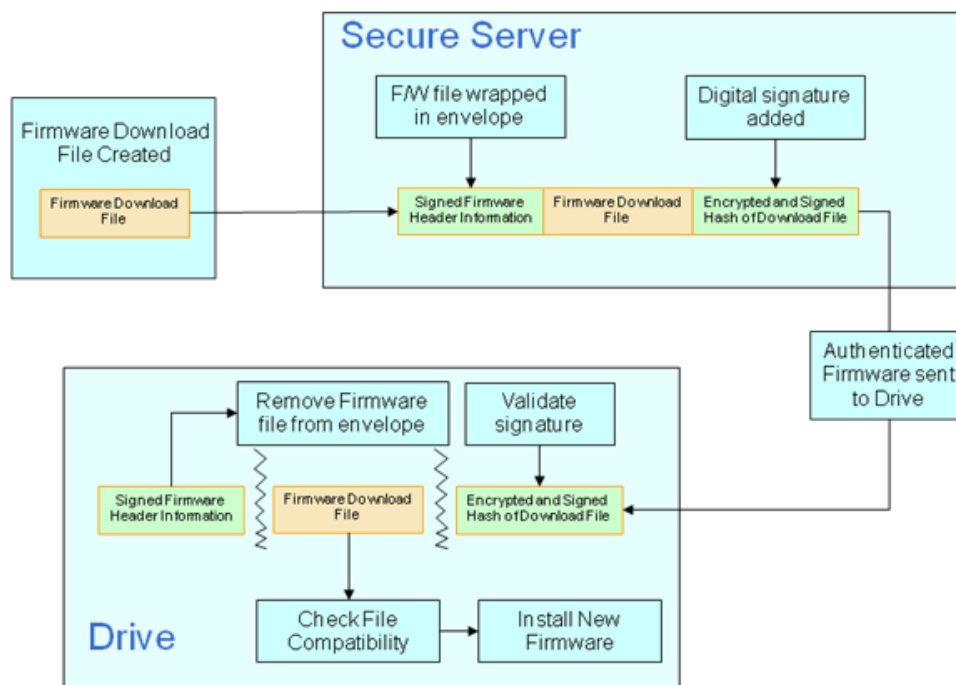 Secure Server
F/W file wrapped
in envelope
Digital signature
added
Firmware Download
File Created
Firmware Download
File
Signed Firmware
Header Information
Firmware Download
File
Encrypted and Signed
Hash of Download File
Authenticated
Firmware sent
to Drive
Remove Firmware
file from envelope
Validate
signature
Signed Firmware
Header Information
Firmware Download
File
Encrypted and Signed
Hash of Download File
Check File
Compatibility
Install New
Firmware
Drive